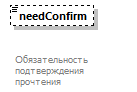 needConfirm
Обязательность
подтверждения
прочтения